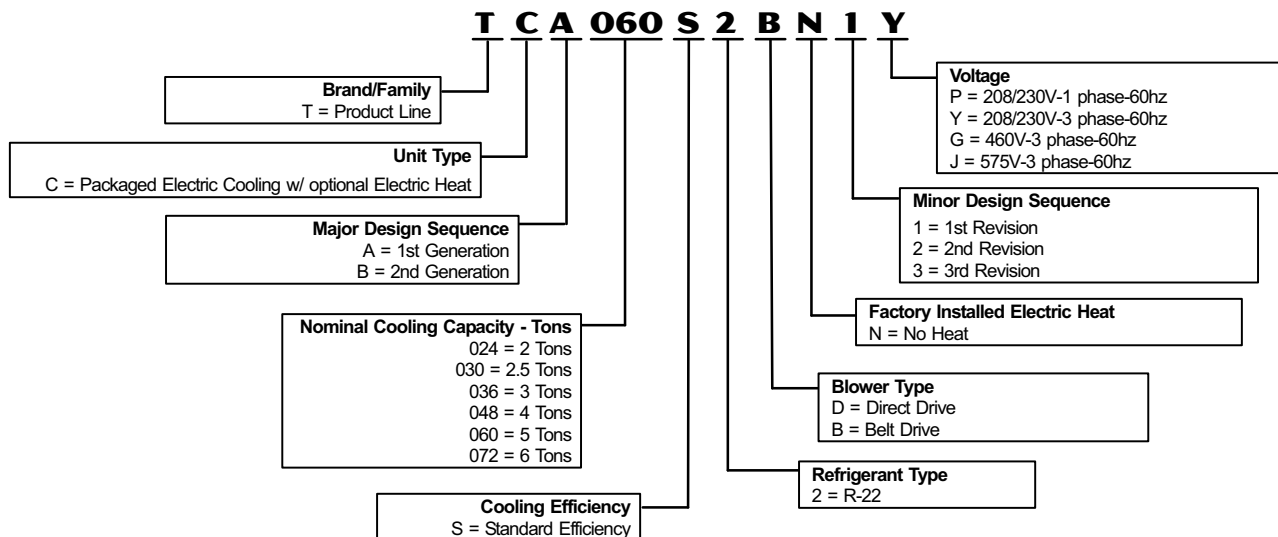 T C A 060 S 2 B N 1 Y
Brand/Family
T = Product Line
Unit Type
C = Packaged Electric Cooling w/ optional Electric Heat
Major Design Sequence
A = 1st Generation
B = 2nd Generation
Nominal Cooling Capacity - Tons
024 = 2 Tons
030 = 2.5 Tons
036 = 3 Tons
048 = 4 Tons
060 = 5 Tons
072 = 6 Tons
Cooling Efficiency
S = Standard Efficiency
Voltage
P = 208/230V-1 phase-60hz
Y = 208/230V-3 phase-60hz
G = 460V-3 phase-60hz
J = 575V-3 phase-60hz
Minor Design Sequence
1 = 1st Revision
2 = 2nd Revision
3 = 3rd Revision
Factory Installed Electric Heat
N = No Heat
Blower Type
D = Direct Drive
B = Belt Drive
Refrigerant Type
2 = R-22